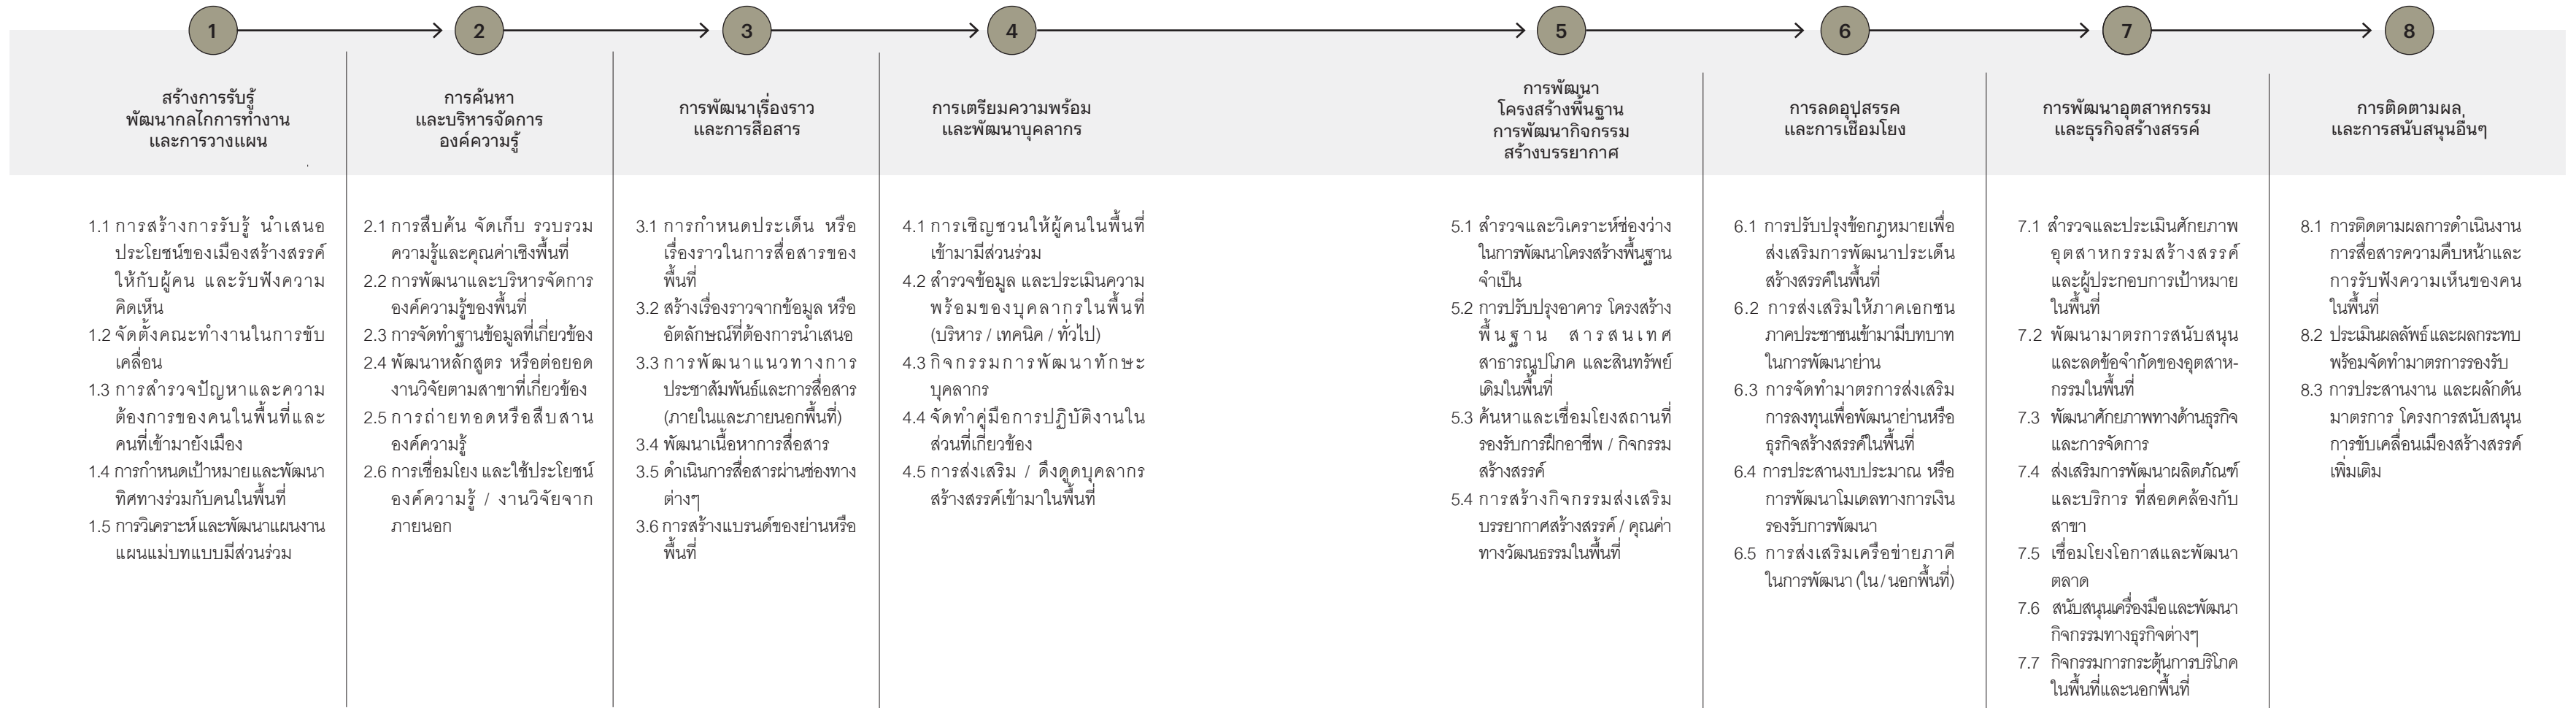 1
สร้างการรับรู้
พัฒนากลไกการทำงาน
และการวางแผน
1.1 การสร้างการรับรู้ นำเสนอ
ประโยชน์ของเมืองสร้างสรรค์
ให้กับผู้คน และรับฟังความ
คิดเห็น
1.2 จัดตั้งคณะทำงานในการขับ
เคลื่อน
1.3 การสำรวจปัญหาและความ
ต้องการของคนในพื้นที่และ
คนที่เข้ามายังเมือง
1.4 การกำหนดเป้าหมายและพัฒนา
ทิศทางร่วมกับคนในพื้นที่
1.5 การวิเคราะห์และพัฒนาแผนงาน
แผนแม่บทแบบมีส่วนร่วม
2
การค้นหา
และบริหารจัดการ
องค์ความรู้
2.1 การสืบค้น จัดเก็บ รวบรวม
ความรู้และคุณค่าเชิงพื้นที่
2.2 การพัฒนาและบริหารจัดการ
องค์ความรู้ของพื้นที่
2.3 การจัดทำฐานข้อมูลที่เกี่ยวข้อง
2.4 พัฒนาหลักสูตร หรือต่อยอด
งานวิจัยตามสาขาที่เกี่ยวข้อง
2.5 การถ่ายทอดหรือสืบสาน
องค์ความรู้
2.6 การเชื่อมโยง และใช้ประโยชน์
องค์ความรู้ / งานวิจัยจาก
ภายนอก
3
การพัฒนาเรื่องราว
และการสื่อสาร
3.1 การกำหนดประเด็น หรือ
เรื่องราวในการสื่อสารของ
พื้นที่
3.2 สร้างเรื่องราวจากข้อมูล หรือ
อัตลักษณ์ที่ต้องการนำเสนอ
3.3 การพัฒนาแนวทางการ
ประชาสัมพันธ์และการสื่อสาร
(ภายในและภายนอกพื้นที่)
3.4 พัฒนาเนื้อหาการสื่อสาร
3.5 ดำเนินการสื่อสารผ่านช่องทาง
ต่างๆ
3.6 การสร้างแบรนด์ของย่านหรือ
พื้นที่
4
การเตรียมความพร้อม
และพัฒนาบุคลากร
4.1 การเชิญชวนให้ผู้คนในพื้นที่
เข้ามามีส่วนร่วม
4.2 สำรวจข้อมูล และประเมินความ
พร้อมของบุคลากรในพื้นที่
(บริหาร / เทคนิค / ทั่วไป)
4.3 กิจกรรมการพัฒนาทักษะ
บุคลากร
4.4 จัดทำคู่มือการปฏิบัติงานใน
ส่วนที่เกี่ยวข้อง
4.5 การส่งเสริม / ดึงดูดบุคลากร
สร้างสรรค์เข้ามาในพื้นที่
5
การพัฒนา
โครงสร้างพื้นฐาน
การพัฒนากิจกรรม
สร้างบรรยากาศ
5.1 สำรวจและวิเคราะห์ช่องว่าง
ในการพัฒนาโครงสร้างพื้นฐาน
จำเป็น
5.2 การปรับปรุงอาคาร โครงสร้าง
พื้นฐาน สารสนเทศ
สาธารณูปโภค และสินทรัพย์
เดิมในพื้นที่
5.3 ค้นหาและเชื่อมโยงสถานที่
รองรับการฝึกอาชีพ / กิจกรรม
สร้างสรรค์
5.4 การสร้างกิจกรรมส่งเสริม
บรรยากาศสร้างสรรค์ / คุณค่า
ทางวัฒนธรรมในพื้นที่
6
การลดอุปสรรค
และการเชื่อมโยง
6.1 การปรับปรุงข้อกฎหมายเพื่อ
ส่งเสริมการพัฒนาประเด็น
สร้างสรรค์ในพื้นที่
6.2 การส่งเสริมให้ภาคเอกชน
ภาคประชาชนเข้ามามีบทบาท
ในการพัฒนาย่าน
6.3 การจัดทำมาตรการส่งเสริม
การลงทุนเพื่อพัฒนาย่านหรือ
ธุรกิจสร้างสรรค์ในพื้นที่
6.4 การประสานงบประมาณ หรือ
การพัฒนาโมเดลทางการเงิน
รองรับการพัฒนา
6.5 การส่งเสริมเครือข่ายภาคี
ในการพัฒนา (ใน / นอกพื้นที่)
7
การพัฒนาอุตสาหกรรม
และธุรกิจสร้างสรรค์
7.1 สำรวจและประเมินศักยภาพ
อุตสาหกรรมสร้างสรรค์
และผู้ประกอบการเป้าหมาย
ในพื้นที่
7.2 พัฒนามาตรการสนับสนุน
และลดข้อจำกัดของอุตสาห-
กรรมในพื้นที่
7.3 พัฒนาศักยภาพทางด้านธุรกิจ
และการจัดการ
7.4 ส่งเสริมการพัฒนาผลิตภัณฑ์
และบริการ ที่สอดคล้องกับ
สาขา
7.5 เชื่อมโยงโอกาสและพัฒนา
ตลาด
7.6 สนับสนุนเครื่องมือและพัฒนา
กิจกรรมทางธุรกิจต่างๆ
7.7 กิจกรรมการกระตุ้นการบริโภค
ในพื้นที่และนอกพื้นที่
8
การติดตามผล
และการสนับสนุนอื่นๆ
8.1 การติดตามผลการดำเนินงาน
การสื่อสารความคืบหน้าและ
การรับฟังความเห็นของคน
ในพื้นที่
8.2 ประเมินผลลัพธ์และผลกระทบ
พร้อมจัดทำมาตรการรองรับ
8.3 การประสานงาน และผลักดัน
มาตรการ โครงการสนับสนุน
การขับเคลื่อนเมืองสร้างสรรค์
เพิ่มเติม